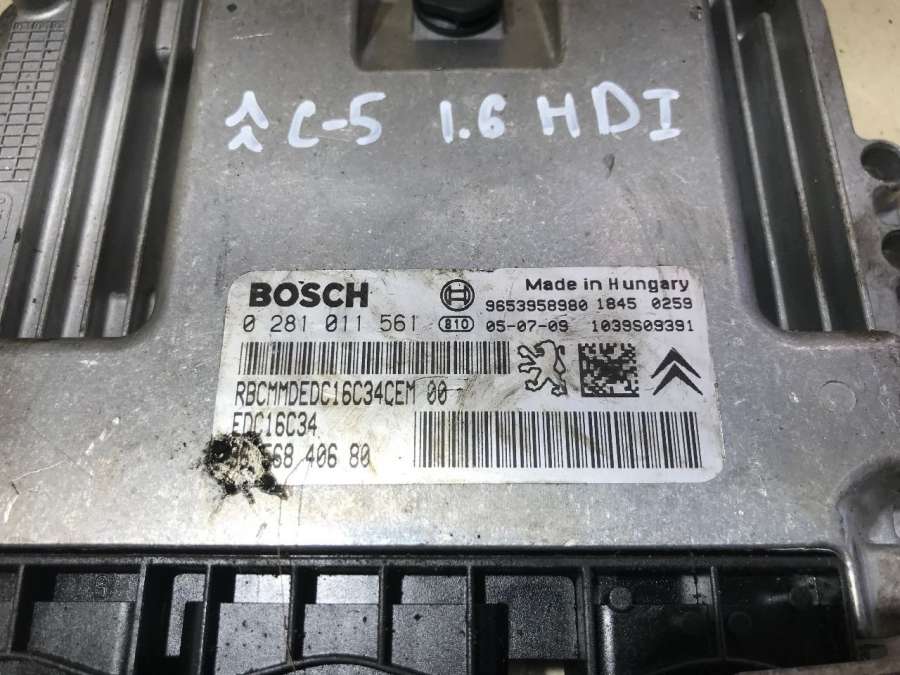 C-5 1.6 HDI
BOSCH
Made in Hungary
9653958980 1845 0259
0 281 011 561 810 05-07-09 1039S09391
RBCMMDEDC16C34CEM 00
EDC16C34
406 80